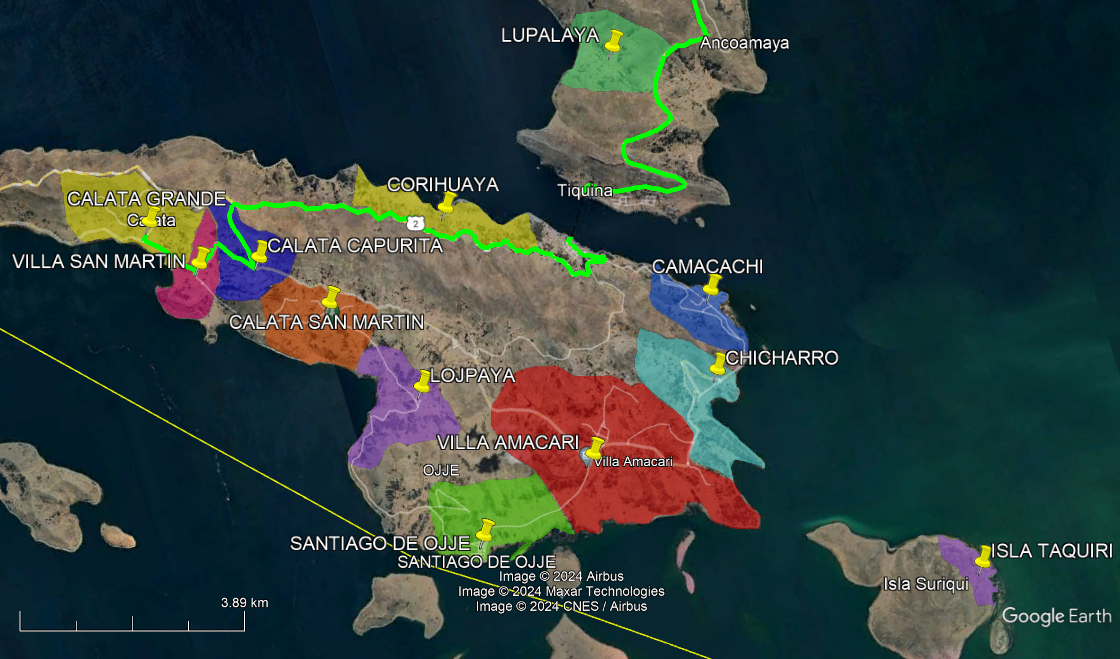 LUPALAYA
Ancoamaya
Tiquina
CORIHUAYA
CALATA GRANDE
Calata
2
VILLA SAN MARTIN
CALATA CAPURITA
CAMACACHI
CALATA SAN MARTIN
CHICHARRO
LOJPAYA
VILLA AMACARI
Villa Amacari
OJJE
SANTIAGO DE OJJE
SANTIAGO DE OJJE
ISLA TAQUIRI
Isla Suriqui
Image © 2024 Airbus
Image © 2024 Maxar Technologies
Image © 2024 CNES / Airbus
3.89 km
Google Earth